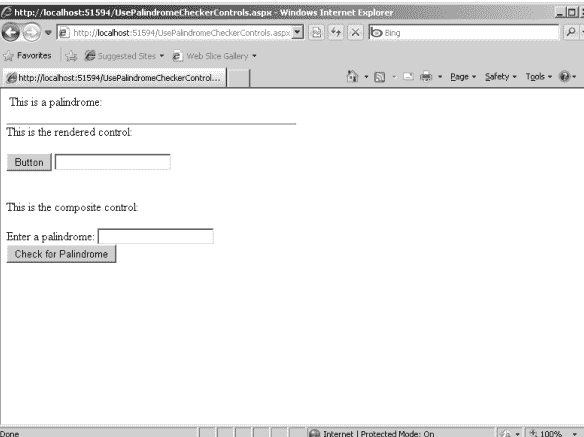 http://localhost:51594/UsePalindromeCheckerControls.aspx - Windows Internet Explorer
http://localhost:51594/UsePalindromeCheckerControls.aspx
Bing
Favorites
Suggested Sites
Web Slice Gallery
http://localhost:51594/UsePalindromeCheckerControl...
Page
Safety
Tools
This is a palindrome:
This is the rendered control:
Button
This is the composite control:
Enter a palindrome:
Check for Palindrome
Done
Internet | Protected Mode: On
100%